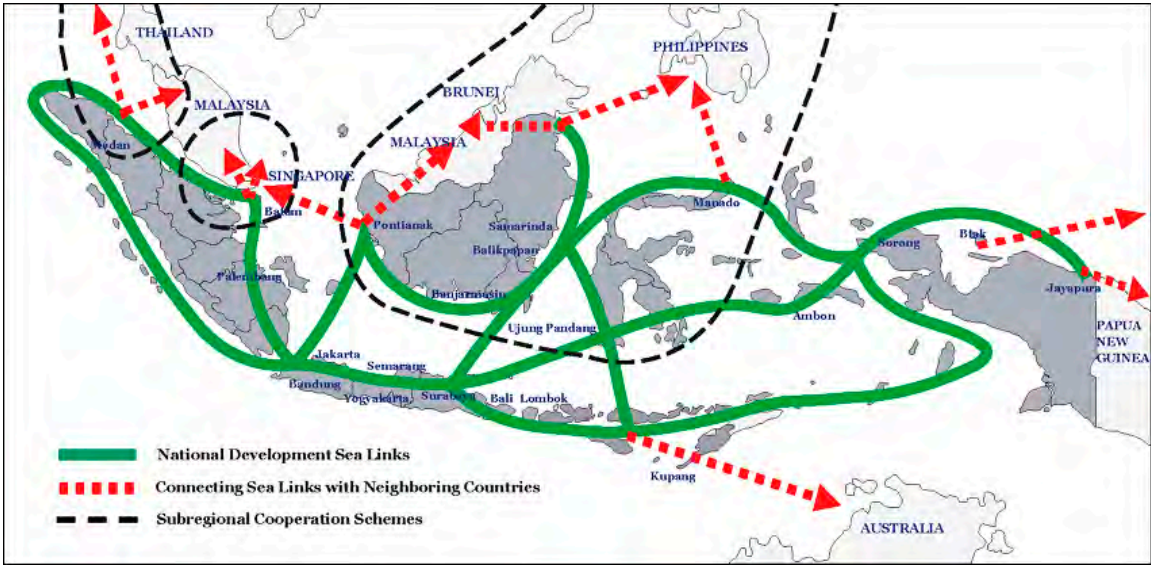 THAILAND
PHILIPPINES
BRUNEI
MALAYSIA
MALAYSIA
Medan
SINGAPORE
Batam
Pontianak
Samarinda
Manado
Balikpapan
Sorong
Biak
Palembang
Jayapura
Banjarmasin
Ujung Pandang
Ambon
PAPUA
NEW
GUINEA
Jakarta
Semarang
Bandung
Yogyakarta
Surabaya
Bali
Lombok
Kupang
AUSTRALIA
National Development Sea Links
Connecting Sea Links with Neighboring Countries
Subregional Cooperation Schemes